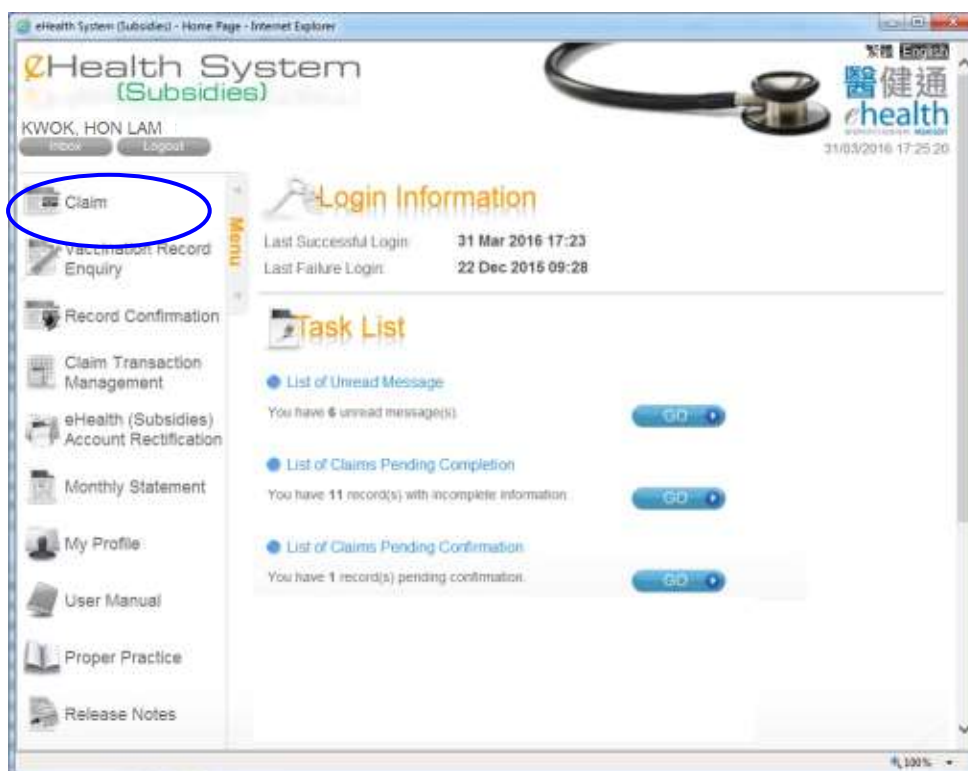 eHealth System (Subsidies) - Home Page - Internet Explorer
eHealth System
(Subsidies)
繁體 English
醫健通
ehealth
KWOK, HON LAM
Inbox Logout
31/03/2016 17:25:20
Menu
Claim
Vaccination Record
Enquiry
Record Confirmation
Claim Transaction
Management
eHealth (Subsidies)
Account Rectification
Monthly Statement
My Profile
User Manual
Proper Practice
Release Notes
Login Information
Last Successful Login: 31 Mar 2016 17:23
Last Failure Login: 22 Dec 2015 09:28
Task List
List of Unread Message
You have 6 unread message(s).
GO
List of Claims Pending Completion
You have 11 record(s) with incomplete information.
GO
List of Claims Pending Confirmation
You have 1 record(s) pending confirmation.
GO
100%